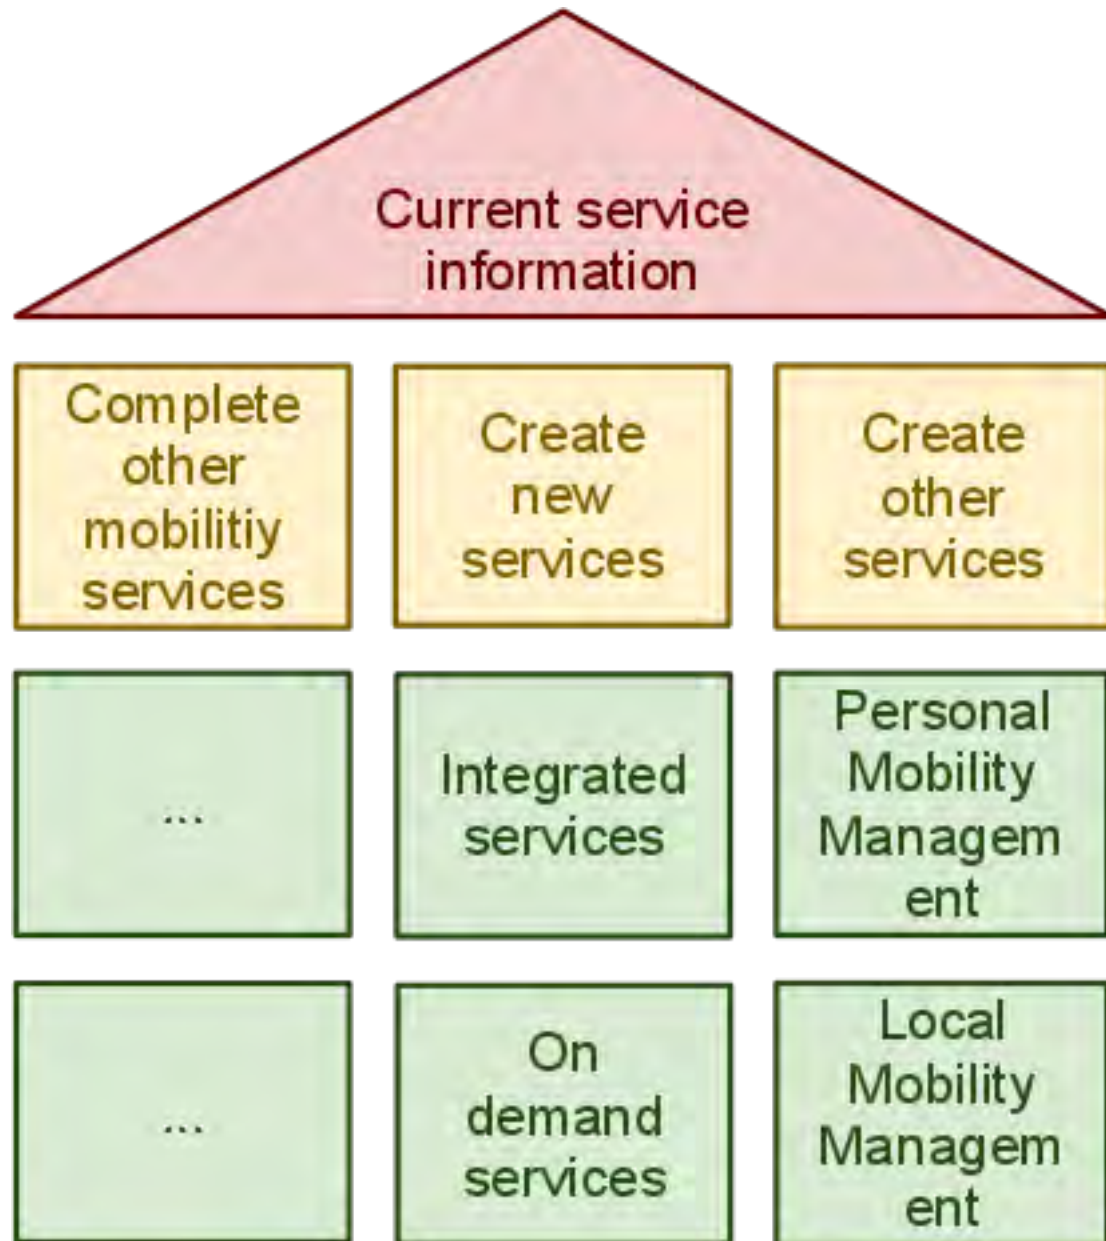 Current service
information
Complete
other
mobilitiy
services
Create
new
services
Create
other
services
...
Integrated
services
Personal
Mobility
Managem
ent
...
On
demand
services
Local
Mobility
Managem
ent